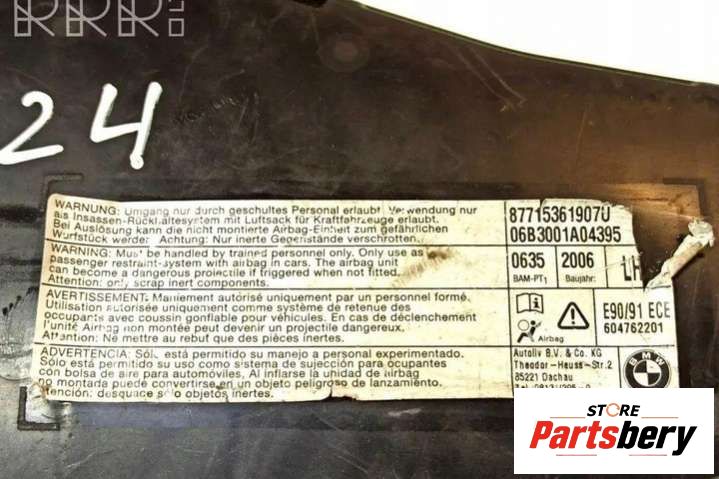 RRR
24
WARNUNG: Umgang nur durch geschultes Personal erlaubt. Verwendung nur
als Insassen-Rückhaltesystem mit Luftsack für Kraftfahrzeuge erlaubt.
Bei Auslösung kann die nicht montierte Airbag-Einheit zum gefährlichen
Wurfstück werden. Achtung: Nur inerte Gegenstände verschrotten.
WARNING: Must be handled by trained personnel only. Only use as
passenger restraint-system with airbag in cars. The airbag unit
can become a dangerous projectile if triggered when not fitted.
Attention: only scrap inert components.
AVERTISSEMENT: Maniement autorisé uniquement par un personnel formé.
Utilisation autorisée uniquement comme système de retenue des
occupants avec coussin gonflable pour voitures. En cas de déclenchement
l'unité Airbag non montée peut devenir un projectile dangereux.
Attention: Ne mettre au rebut que des pièces inertes.
ADVERTENCIA: Sólo está permitido su manejo a personal experimentado.
Sólo está permitido su uso como sistema de sujección para ocupantes
con bolsa de aire para automóviles. Al inflarse la unidad de Airbag
no montada puede convertirse en un objeto peligroso de lanzamiento.
Atención: desguace sólo objetos inertes.
87715361907U
06B3001A04395
0635 2006 LH
BAM-PT1 Baujahr:
Airbag
E90/91 ECE
604762201
Autoliv B.V. & Co. KG
Theodor-Heuss-Str.2
85221 Dachau
BMW
STORE
Partsbery